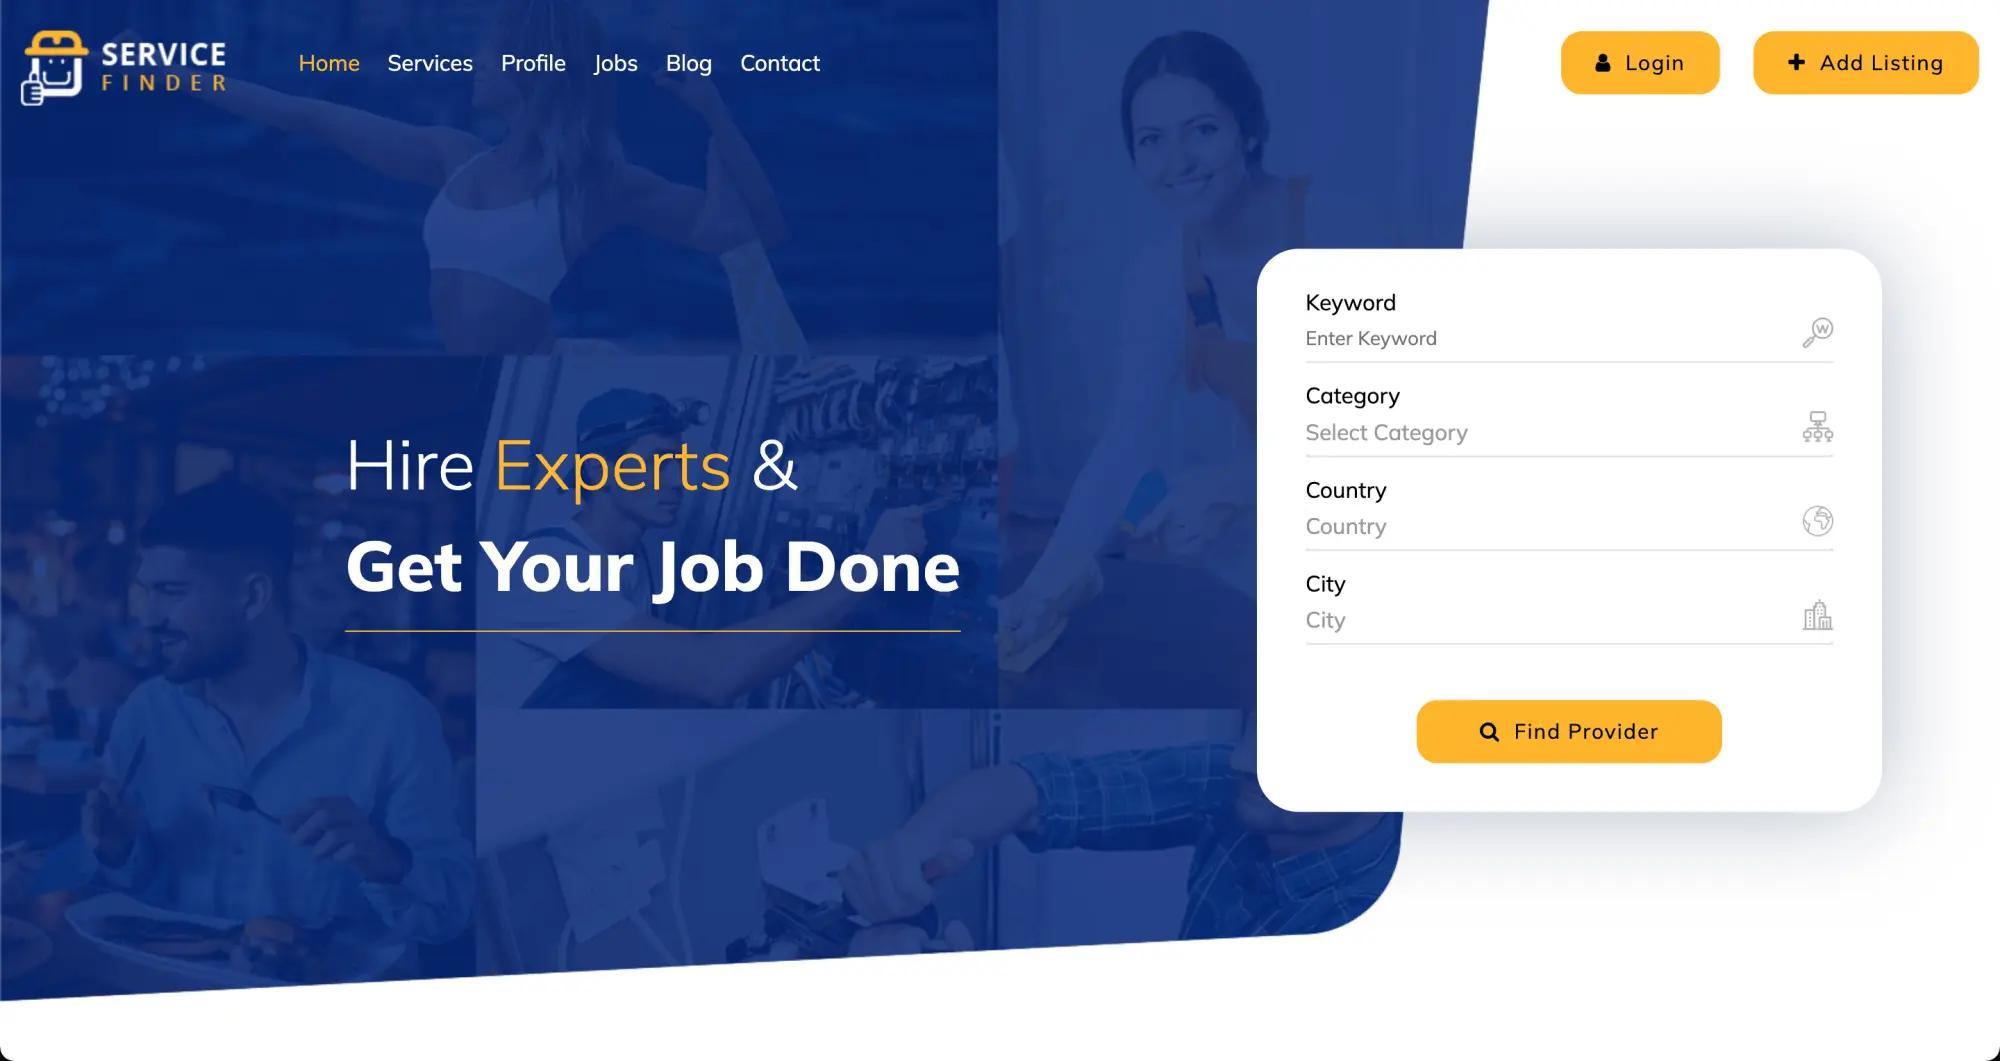 SERVICE
FINDER
Home Services Profile Jobs Blog Contact
Login
Add Listing
Hire Experts &
Get Your Job Done
Keyword
Enter Keyword
W
Category
Select Category
Country
Country
City
City
Find Provider